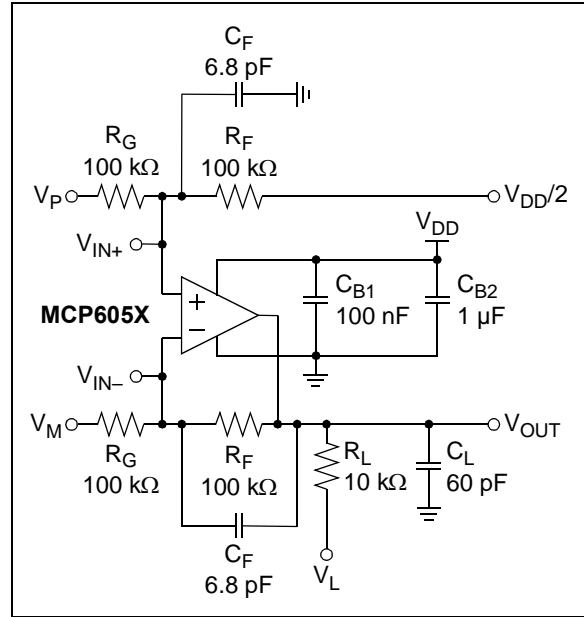 C_F
6.8 pF
R_G
100 kΩ
R_F
100 kΩ
V_P
V_DD/2
V_IN+
V_DD
MCP605X
+
−
C_B1
100 nF
C_B2
1 µF
V_IN–
V_M
V_OUT
R_G
100 kΩ
R_F
100 kΩ
R_L
10 kΩ
C_L
60 pF
C_F
6.8 pF
V_L